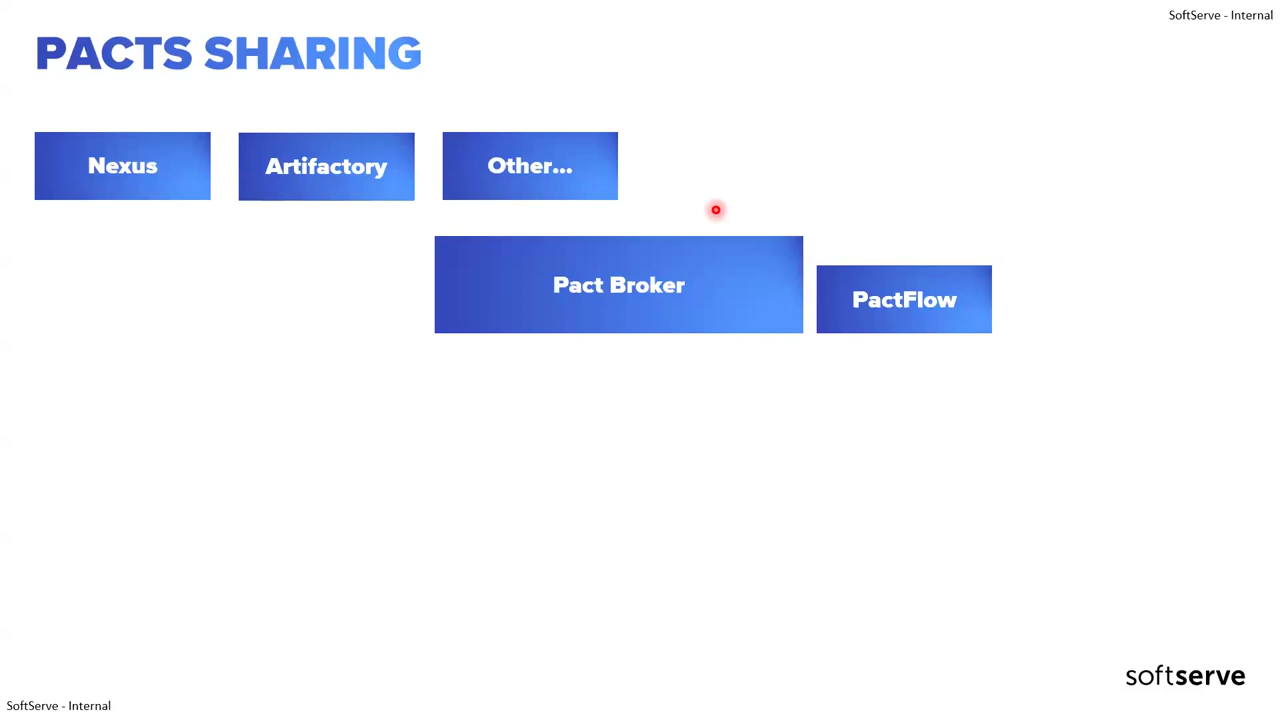 SoftServe - Internal
PACTS SHARING
Nexus
Artifactory
Other...
Pact Broker
PactFlow
softserve
SoftServe - Internal